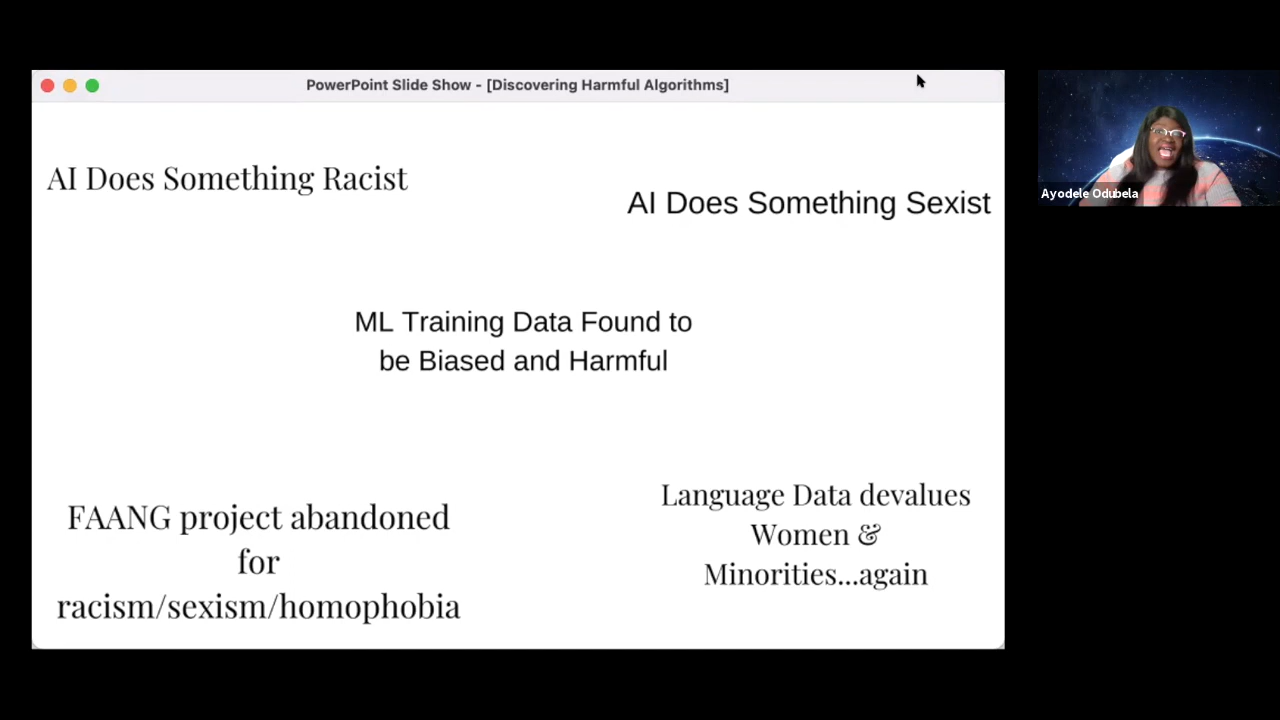 PowerPoint Slide Show - [Discovering Harmful Algorithms]
AI Does Something Racist
AI Does Something Sexist
ML Training Data Found to
be Biased and Harmful
FAANG project abandoned
for
racism/sexism/homophobia
Language Data devalues
Women &
Minorities...again
Ayodele Odubela